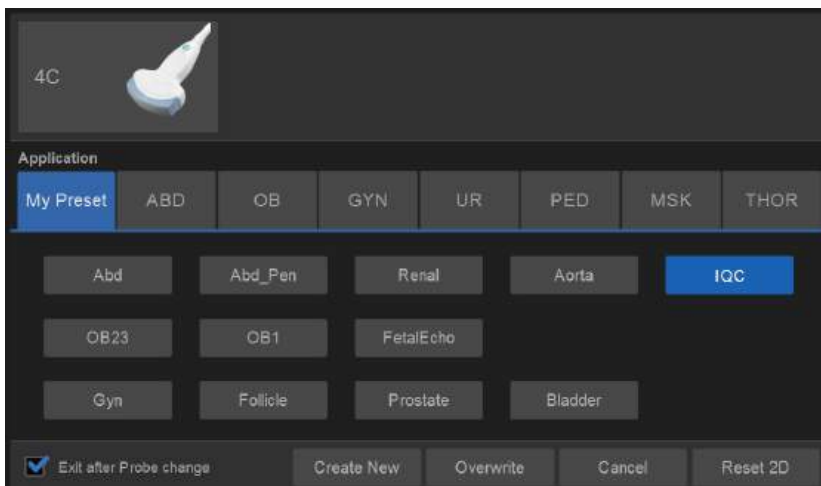 4C
Application
My Preset ABD OB GYN UR PED MSK THOR
Abd Abd_Pen Renal Aorta IQC
OB23 OB1 FetalEcho
Gyn Follicle Prostate Bladder
Exit after Probe change Create New Overwrite Cancel Reset 2D